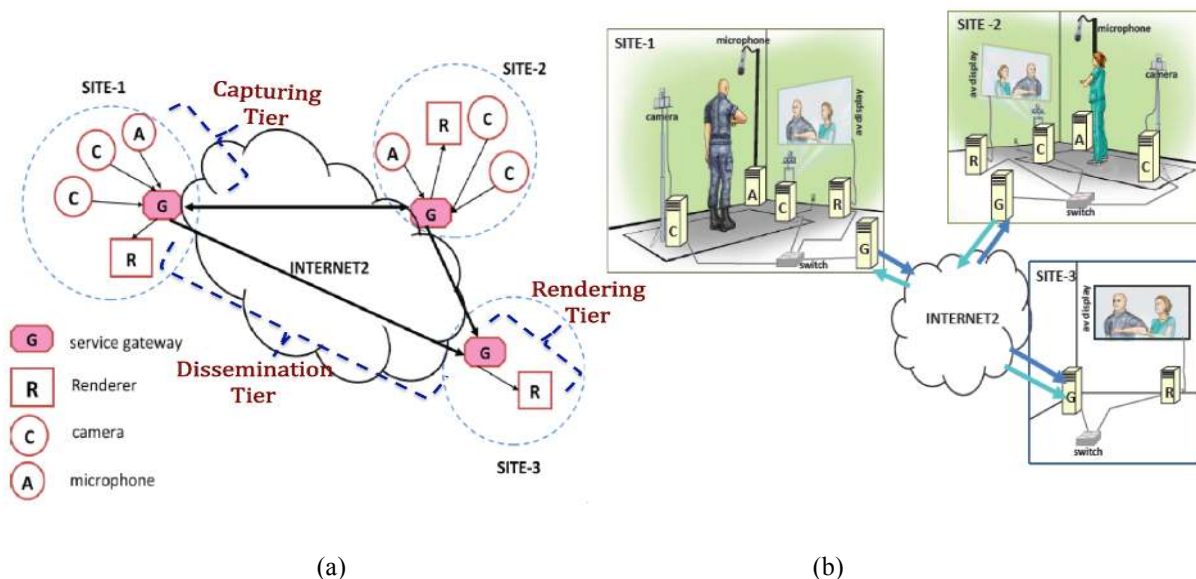 SITE-1
Capturing
Tier
SITE-2
A
C
C
G
R
R
C
A
C
G
INTERNET2
Rendering
Tier
Dissemination
Tier
G
R
SITE-3
G
service gateway
R
Renderer
C
camera
A
microphone
(a)
SITE-1
microphone
camera
av display
C
A
C
R
G
switch
SITE -2
microphone
av display
camera
R
C
A
C
G
switch
INTERNET2
SITE-3
av display
G
R
switch
(b)